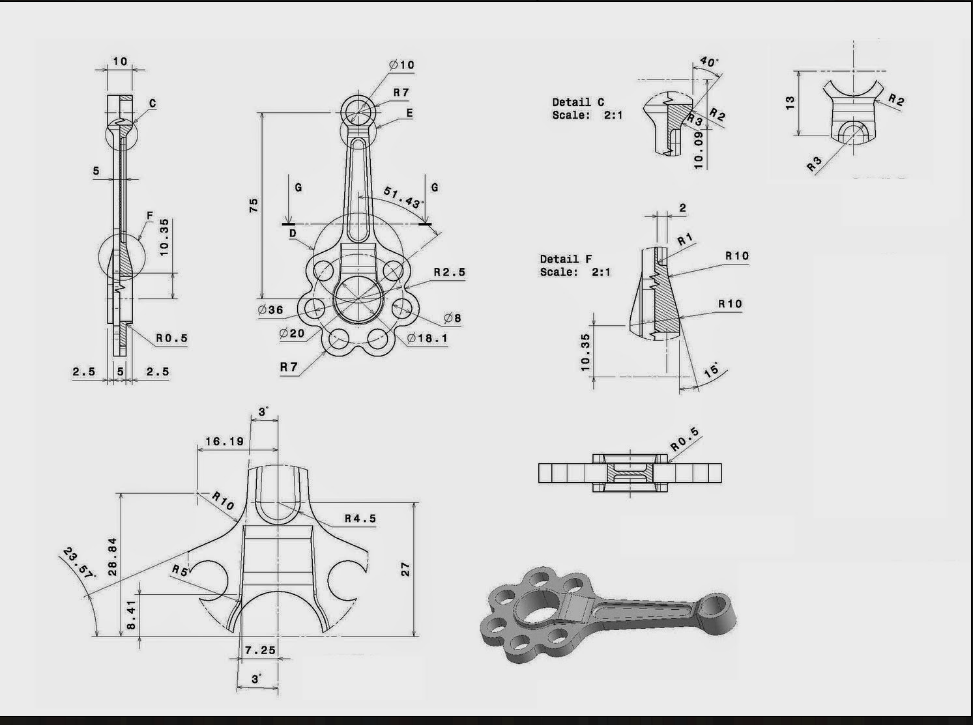 10
C
5
F
10.35
R0.5
2.5
5
2.5
Ø10
R7
E
G
G
51.43°
75
D
R2.5
Ø36
Ø8
Ø20
Ø18.1
R7
Detail C
Scale: 2:1
40°
R2
R3
10.09
13
R2
R3
Detail F
Scale: 2:1
2
R1
R10
R10
10.35
15°
R0.5
3°
16.19
R10
R4.5
23.57°
28.84
R5
27
8.41
7.25
3°